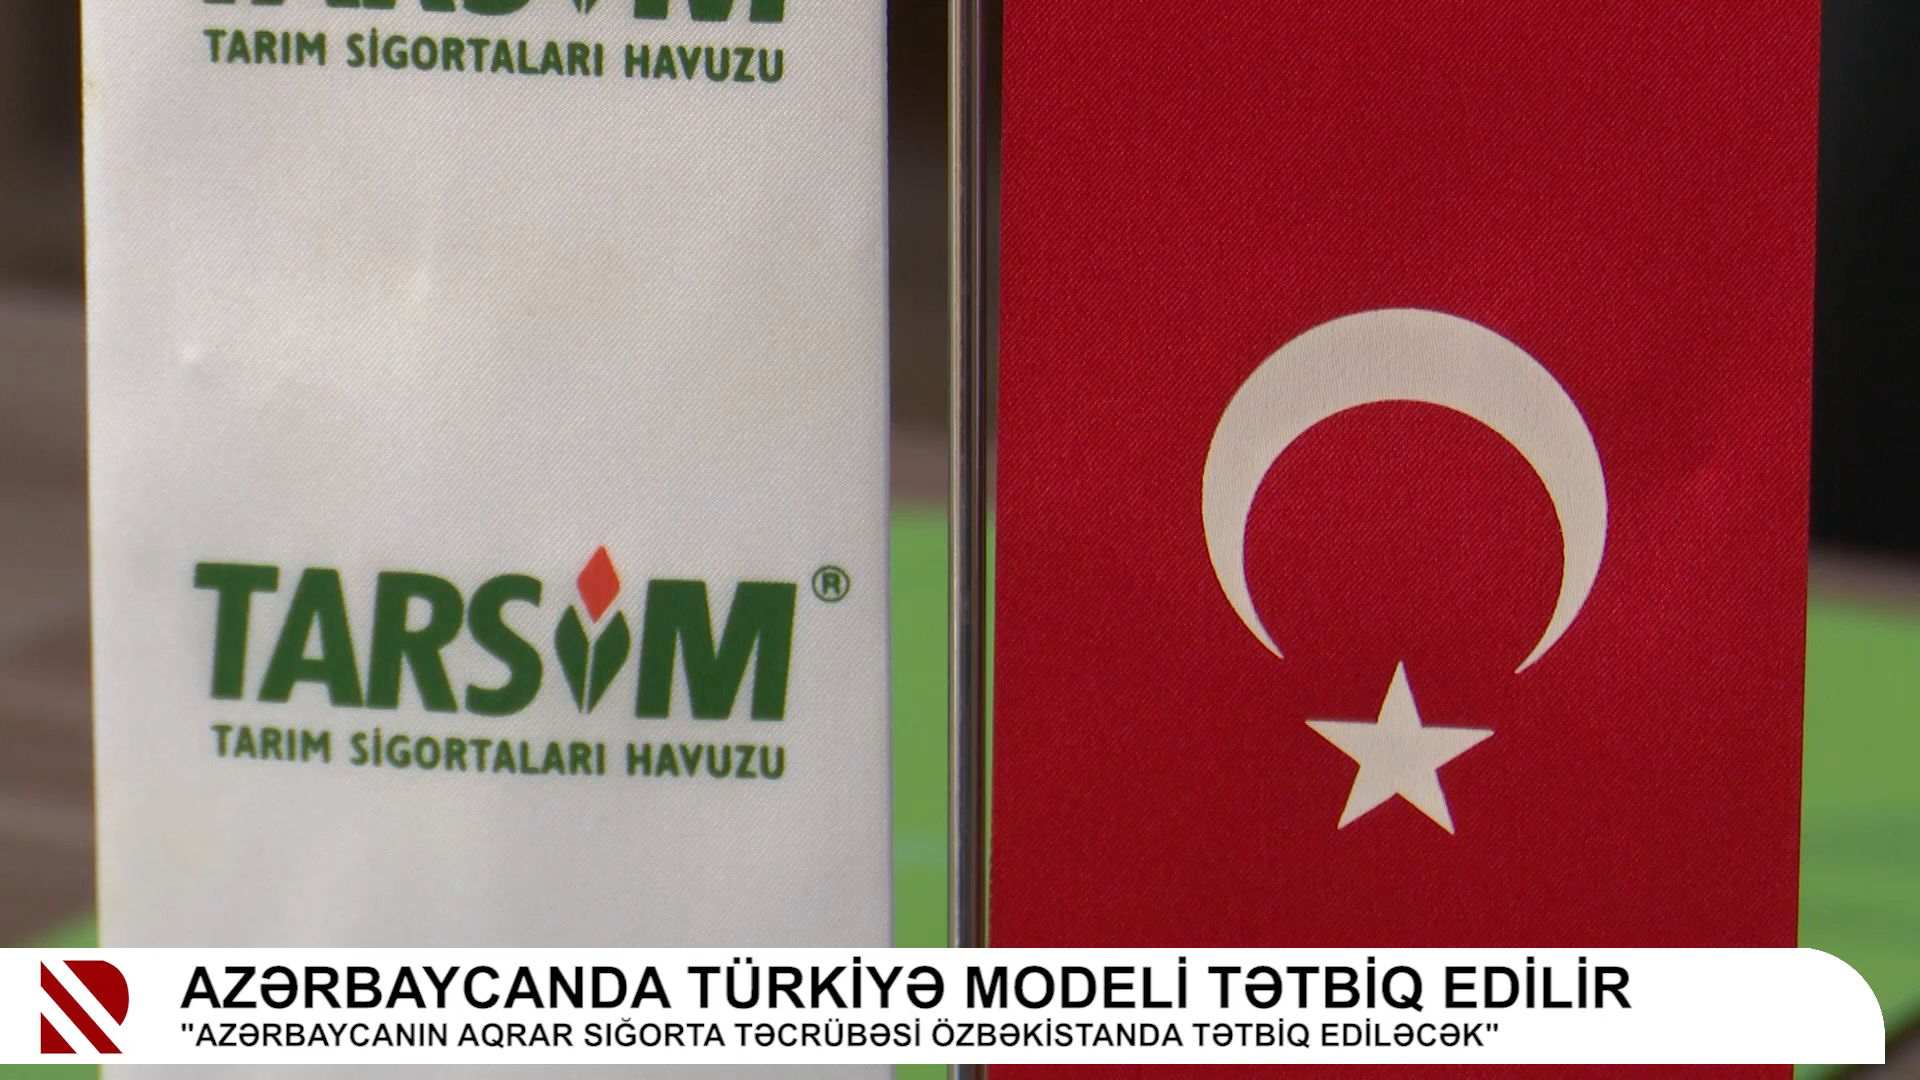 TARIM SİGORTALARI HAVUZU
TARSİM ®
TARIM SİGORTALARI HAVUZU
AZƏRBAYCANDA TÜRKİYƏ MODELİ TƏTBİQ EDİLİR
"AZƏRBAYCANIN AQRAR SIĞORTA TƏCRÜBƏSİ ÖZBƏKİSTANDA TƏTBİQ EDİLƏCƏK"